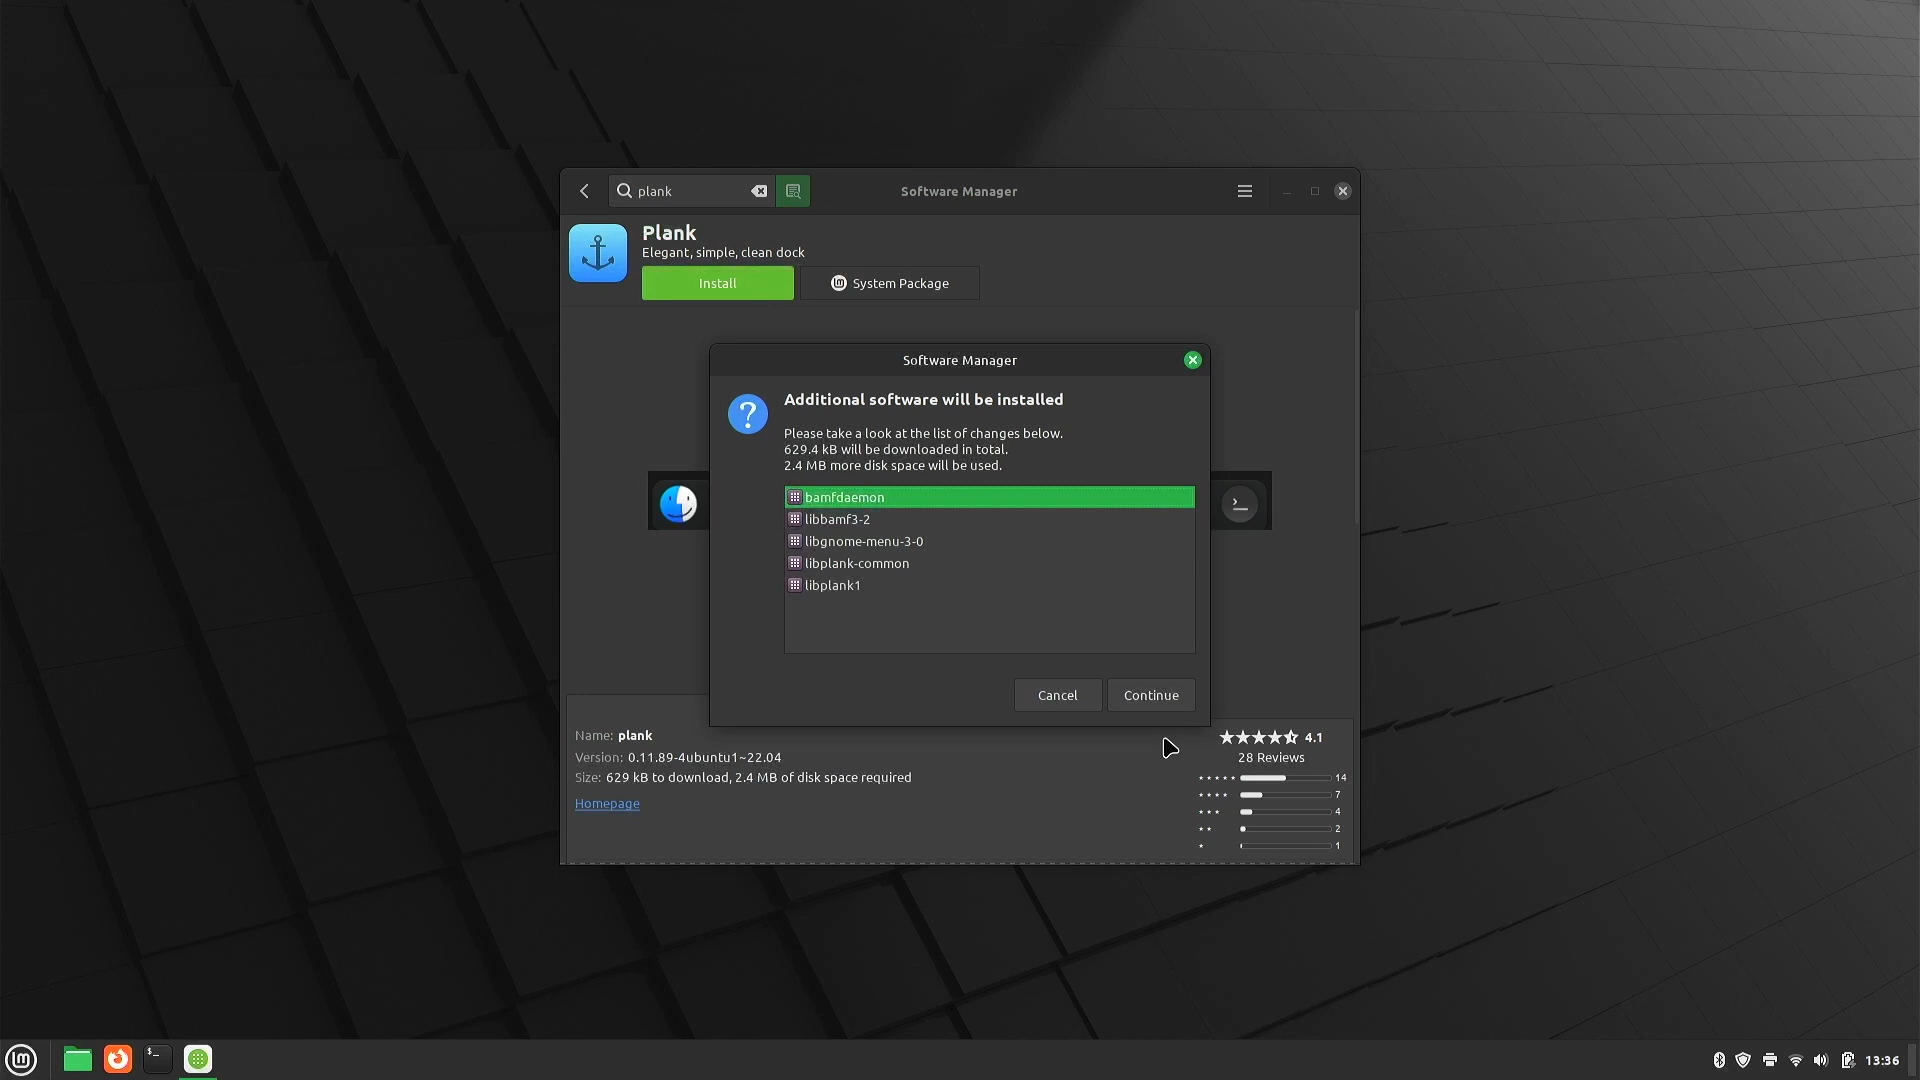 plank
Software Manager
Plank
Elegant, simple, clean dock
Install
System Package
Software Manager
Additional software will be installed
Please take a look at the list of changes below.
629.4 kB will be downloaded in total.
2.4 MB more disk space will be used.
bamfdaemon
libbamf3-2
libgnome-menu-3-0
libplank-common
libplank1
Cancel
Continue
Name: plank
Version: 0.11.89-4ubuntu1~22.04
Size: 629 kB to download, 2.4 MB of disk space required
Homepage
4.1
28 Reviews
14
7
4
2
1
13:36